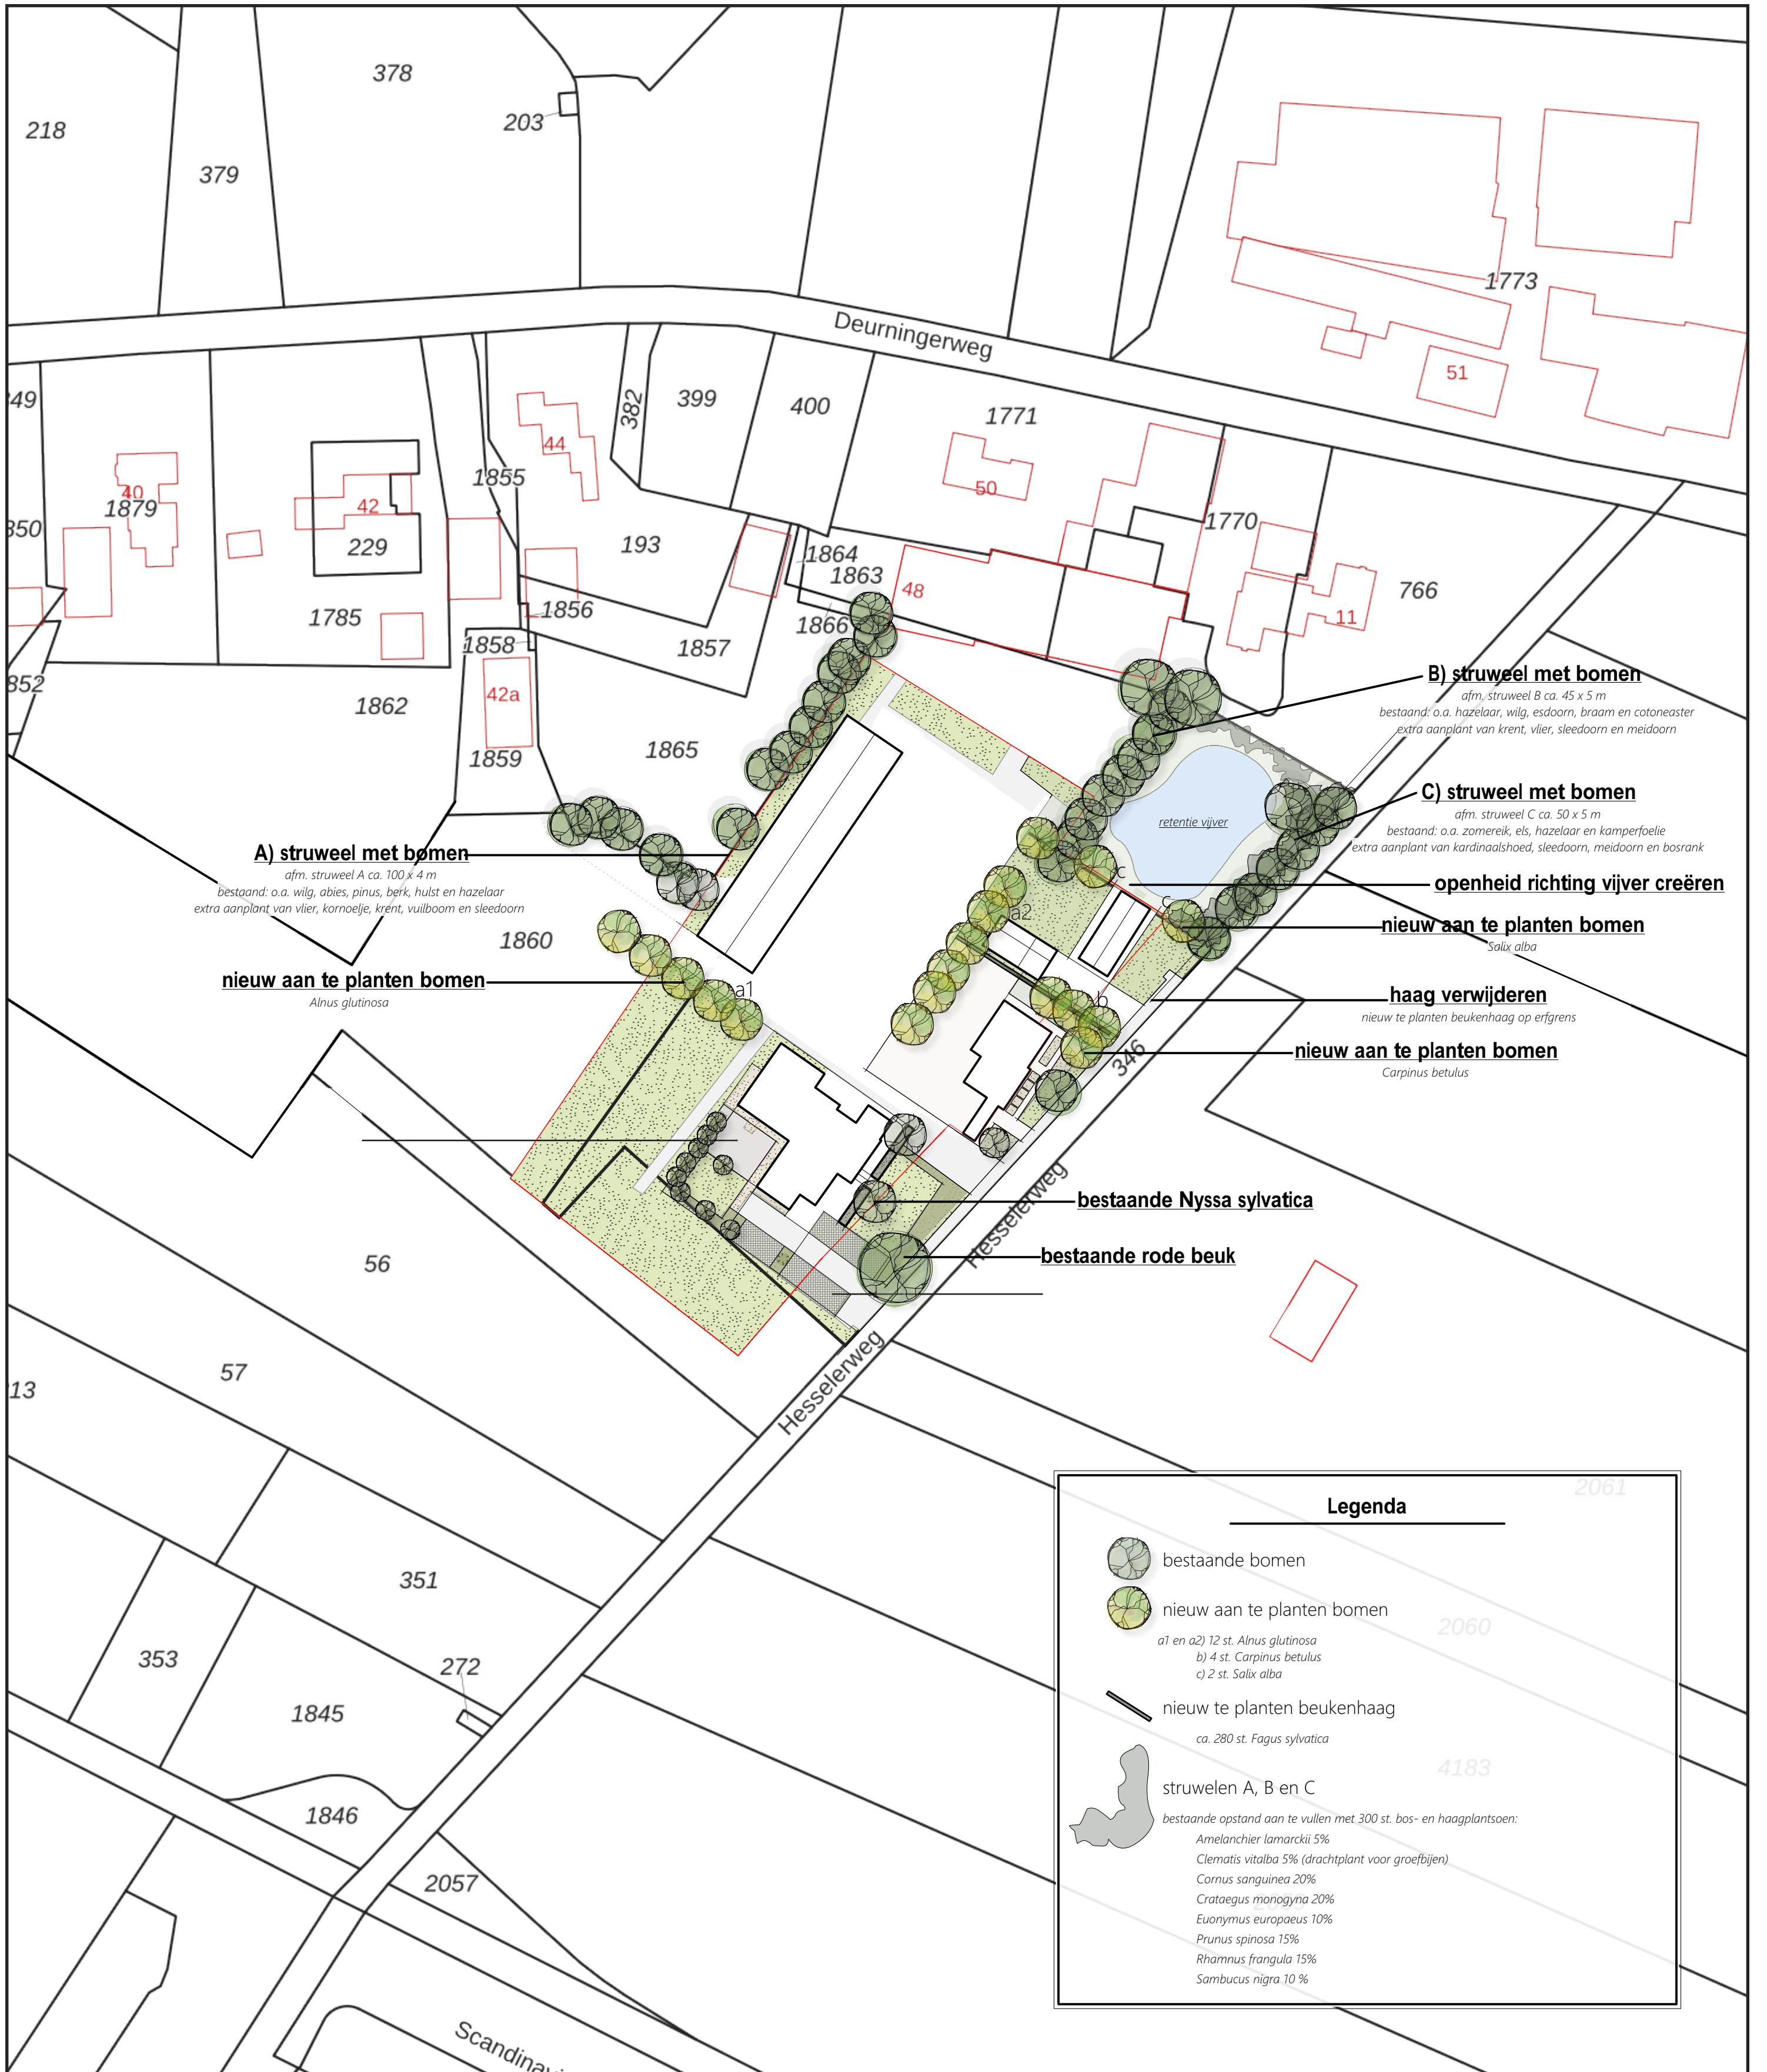 378
203
218
379
1773
Deurningerweg
51
382
399
400
1771
44
50
40
1879
42
229
1855
193
1864
1863
1770
48
766
11
1785
1856
1866
1857
1858
42a
1862
1859
1865
B) struweel met bomen
afm. struweel B ca. 45 x 5 m
bestaand: o.a. hazelaar, wilg, esdoorn, braam en cotoneaster
extra aanplant van krent, vlier, sleedoorn en meidoorn
C) struweel met bomen
afm. struweel C ca. 50 x 5 m
bestaand: o.a. zomereik, els, hazelaar en kamperfoelie
extra aanplant van kardinaalshoed, sleedoorn, meidoorn en bosrank
retentie vijver
A) struweel met bomen
afm. struweel A ca. 100 x 4 m
bestaand: o.a. wilg, abies, pinus, berk, hulst en hazelaar
extra aanplant van vlier, kornoelje, krent, vuilboom en sleedoorn
c
openheid richting vijver creëren
c
a2
nieuw aan te planten bomen
Salix alba
1860
nieuw aan te planten bomen
Alnus glutinosa
a1
b
haag verwijderen
nieuw te planten beukenhaag op erfgrens
nieuw aan te planten bomen
Carpinus betulus
346
Hesselerweg
bestaande Nyssa sylvatica
bestaande rode beuk
56
57
13
Hesselerweg
351
353
272
1845
1846
2057
Legenda
2061
bestaande bomen
nieuw aan te planten bomen
2060
a1 en a2) 12 st. Alnus glutinosa
b) 4 st. Carpinus betulus
c) 2 st. Salix alba
nieuw te planten beukenhaag
ca. 280 st. Fagus sylvatica
4183
struwelen A, B en C
bestaande opstand aan te vullen met 300 st. bos- en haagplantsoen:
Amelanchier lamarckii 5%
Clematis vitalba 5% (drachtplant voor groefbijen)
Cornus sanguinea 20%
Crataegus monogyna 20%
Euonymus europaeus 10%
Prunus spinosa 15%
Rhamnus frangula 15%
Sambucus nigra 10 %